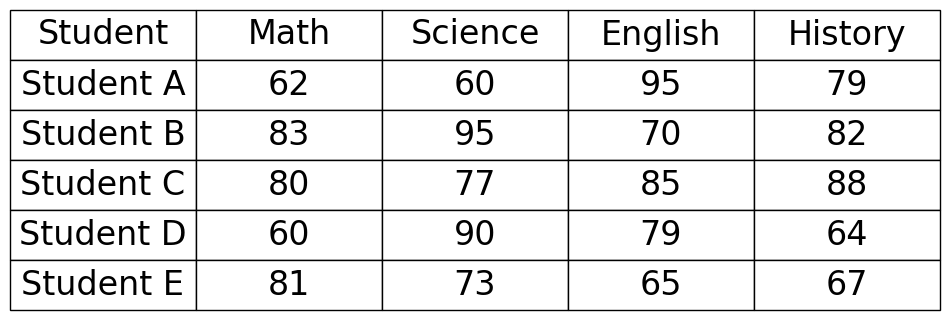 Student Math Science English History
Student A 62 60 95 79
Student B 83 95 70 82
Student C 80 77 85 88
Student D 60 90 79 64
Student E 81 73 65 67